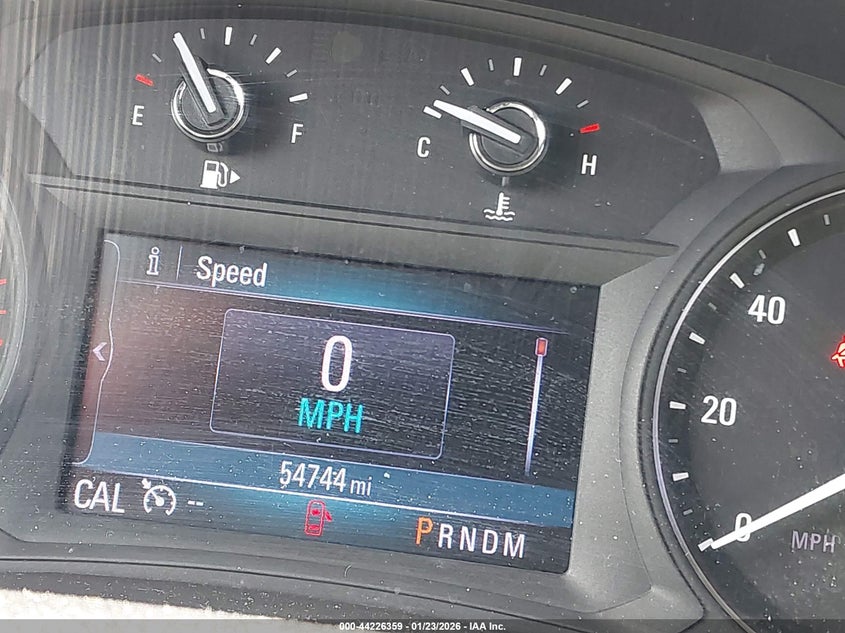 E F
C H
i Speed
0
MPH
54744 mi
CAL --
PRNDM
40
20
0
MPH
000-44226359 - 01/23/2026 - IAA Inc.